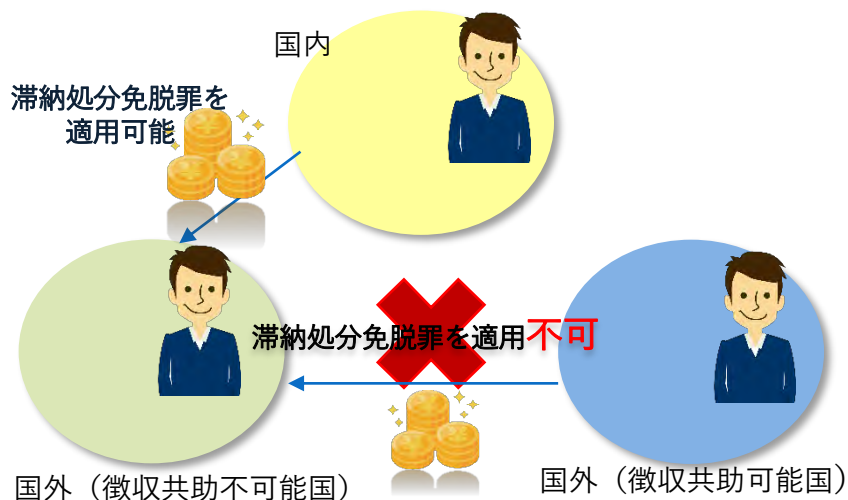 国内
滞納処分免脱罪を
適用可能
滞納処分免脱罪を適用不可
国外（徴収共助不可能国）
国外（徴収共助可能国）